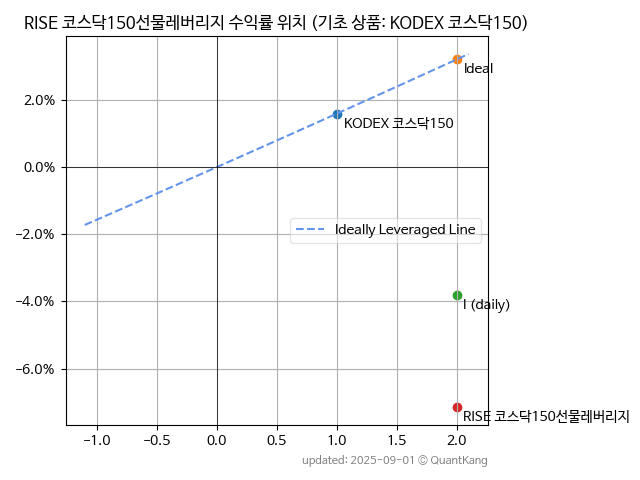 RISE 코스닥150선물레버리지 수익률 위치 (기초 상품: KODEX 코스닥150)
Ideal
2.0%
KODEX 코스닥150
0.0%
Ideally Leveraged Line
−2.0%
I (daily)
−4.0%
−6.0%
RISE 코스닥150선물레버리지
−1.0 −0.5 0.0 0.5 1.0 1.5 2.0
updated: 2025-09-01 © QuantKang